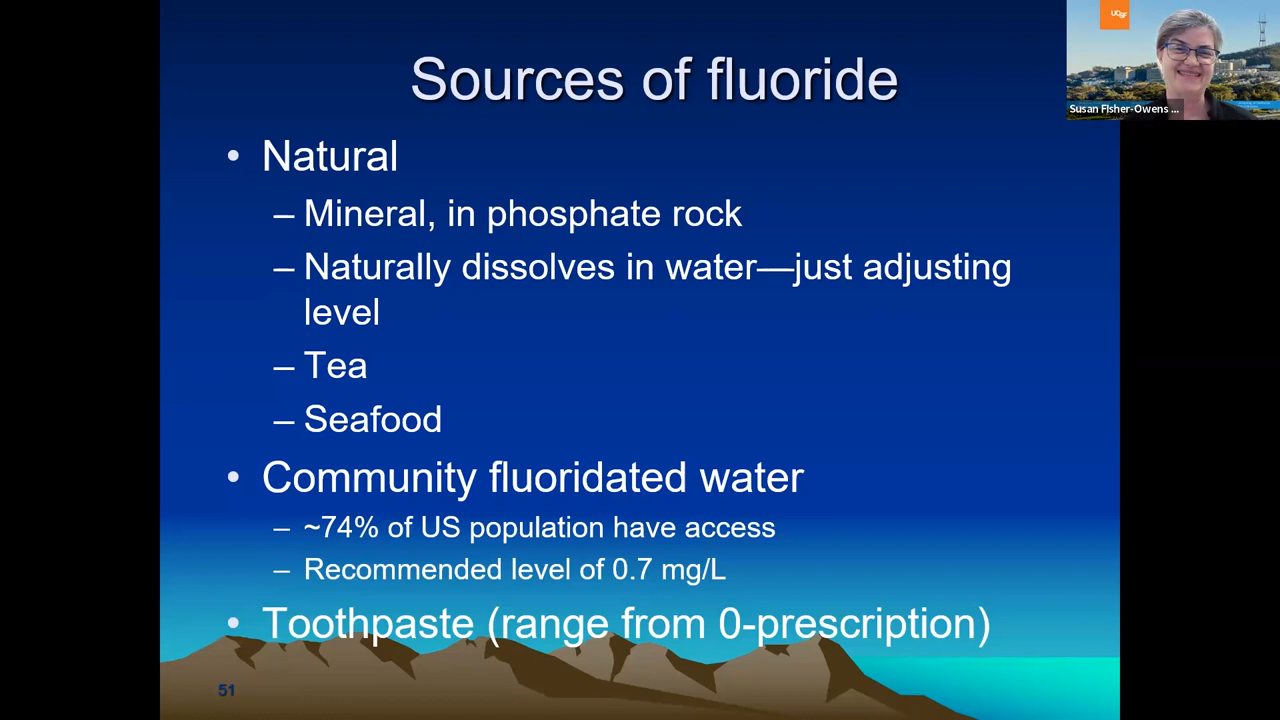 UCSF
Susan Fisher-Owens ...
Sources of fluoride
• Natural
– Mineral, in phosphate rock
– Naturally dissolves in water—just adjusting
level
– Tea
– Seafood
• Community fluoridated water
– ~74% of US population have access
– Recommended level of 0.7 mg/L
• Toothpaste (range from 0-prescription)
51